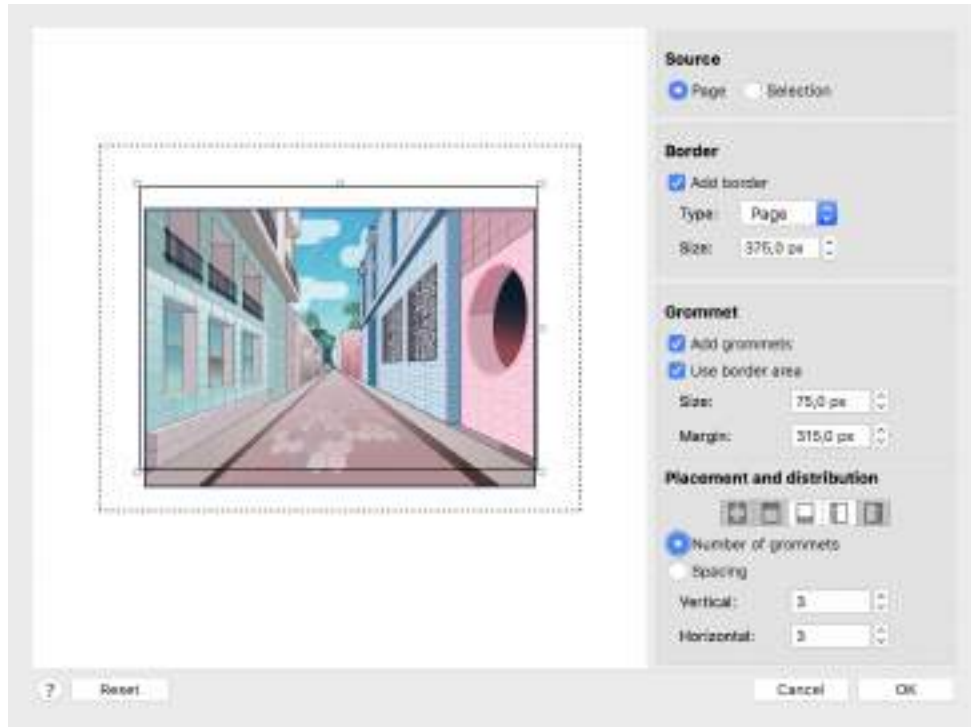 Source
Page Selection
Border
Add border
Type: Page
Size: 375,0 px
Grommet
Add grommets
Use border area
Size: 75,0 px
Margin: 315,0 px
Placement and distribution
Number of grommets
Spacing
Vertical: 3
Horizontal: 3
? Reset Cancel OK